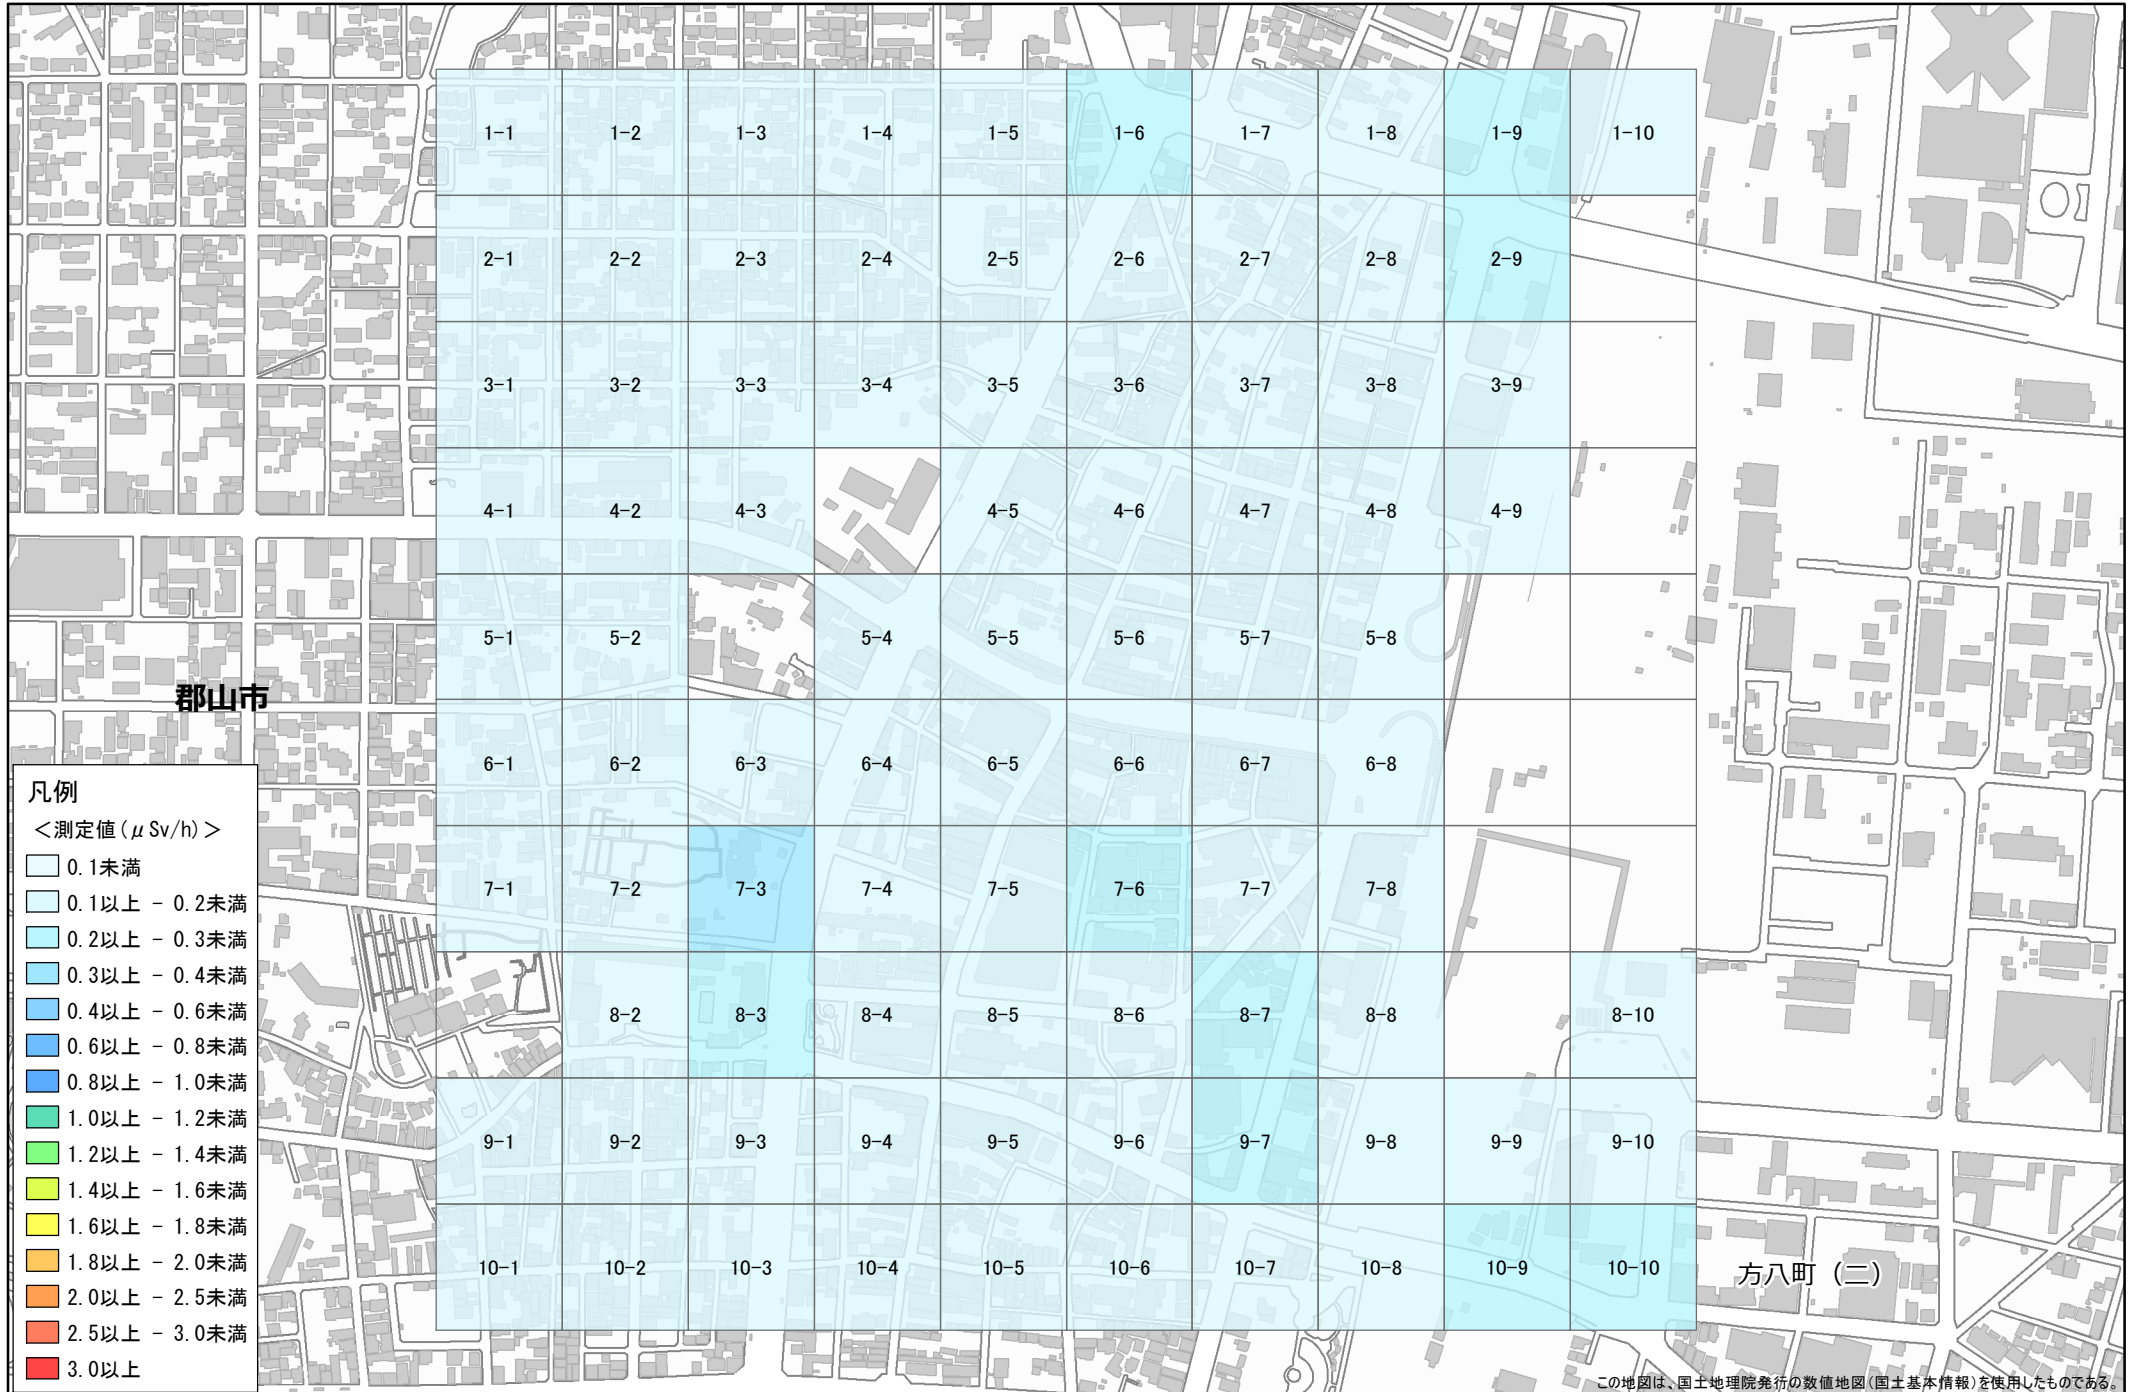 1-1 1-2 1-3 1-4 1-5 1-6 1-7 1-8 1-9 1-10
2-1 2-2 2-3 2-4 2-5 2-6 2-7 2-8 2-9
3-1 3-2 3-3 3-4 3-5 3-6 3-7 3-8 3-9
4-1 4-2 4-3 4-5 4-6 4-7 4-8 4-9
5-1 5-2 5-4 5-5 5-6 5-7 5-8
郡山市
6-1 6-2 6-3 6-4 6-5 6-6 6-7 6-8
7-1 7-2 7-3 7-4 7-5 7-6 7-7 7-8
8-2 8-3 8-4 8-5 8-6 8-7 8-8 8-10
9-1 9-2 9-3 9-4 9-5 9-6 9-7 9-8 9-9 9-10
10-1 10-2 10-3 10-4 10-5 10-6 10-7 10-8 10-9 10-10
方八町（二）
凡例
＜測定値（μSv/h）＞
0.1未満
0.1以上 － 0.2未満
0.2以上 － 0.3未満
0.3以上 － 0.4未満
0.4以上 － 0.6未満
0.6以上 － 0.8未満
0.8以上 － 1.0未満
1.0以上 － 1.2未満
1.2以上 － 1.4未満
1.4以上 － 1.6未満
1.6以上 － 1.8未満
1.8以上 － 2.0未満
2.0以上 － 2.5未満
2.5以上 － 3.0未満
3.0以上
この地図は、国土地理院発行の数値地図（国土基本情報）を使用したものである。